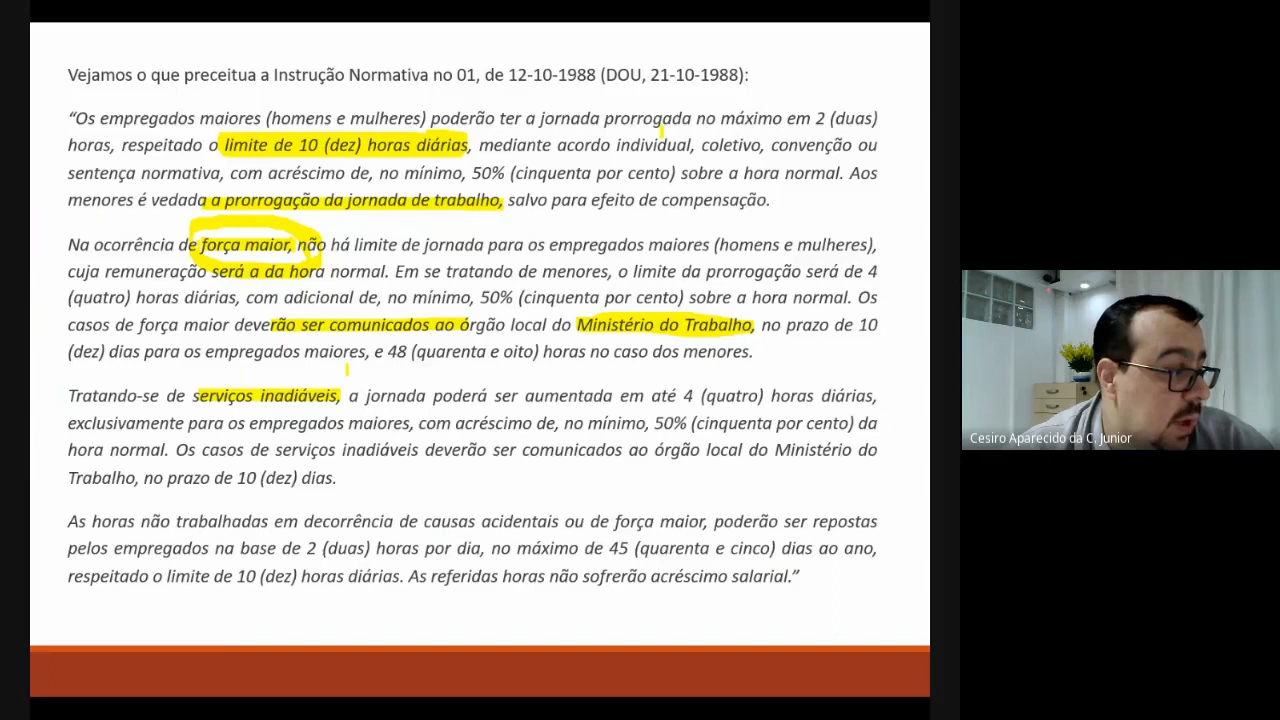 Vejamos o que preceitua a Instrução Normativa no 01, de 12-10-1988 (DOU, 21-10-1988):
“Os empregados maiores (homens e mulheres) poderão ter a jornada prorrogada no máximo em 2 (duas)
horas, respeitado o limite de 10 (dez) horas diárias, mediante acordo individual, coletivo, convenção ou
sentença normativa, com acréscimo de, no mínimo, 50% (cinquenta por cento) sobre a hora normal. Aos
menores é vedada a prorrogação da jornada de trabalho, salvo para efeito de compensação.
Na ocorrência de força maior, não há limite de jornada para os empregados maiores (homens e mulheres),
cuja remuneração será a da hora normal. Em se tratando de menores, o limite da prorrogação será de 4
(quatro) horas diárias, com adicional de, no mínimo, 50% (cinquenta por cento) sobre a hora normal. Os
casos de força maior deverão ser comunicados ao órgão local do Ministério do Trabalho, no prazo de 10
(dez) dias para os empregados maiores, e 48 (quarenta e oito) horas no caso dos menores.
Tratando-se de serviços inadiáveis, a jornada poderá ser aumentada em até 4 (quatro) horas diárias,
exclusivamente para os empregados maiores, com acréscimo de, no mínimo, 50% (cinquenta por cento) da
hora normal. Os casos de serviços inadiáveis deverão ser comunicados ao órgão local do Ministério do
Trabalho, no prazo de 10 (dez) dias.
As horas não trabalhadas em decorrência de causas acidentais ou de força maior, poderão ser repostas
pelos empregados na base de 2 (duas) horas por dia, no máximo de 45 (quarenta e cinco) dias ao ano,
respeitado o limite de 10 (dez) horas diárias. As referidas horas não sofrerão acréscimo salarial.”
Cesiro Aparecido da C. Junior